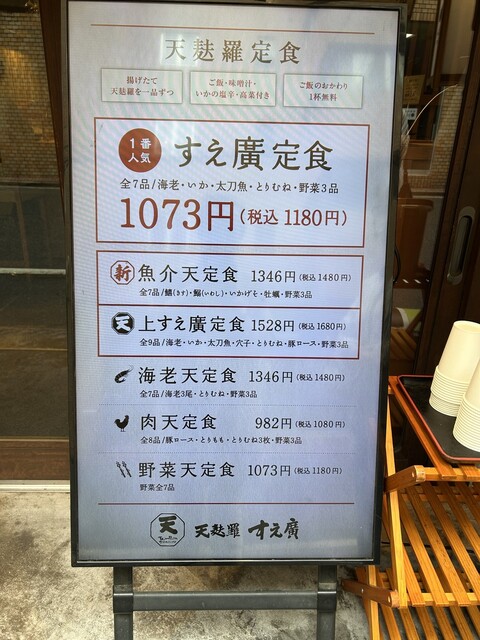 天麸羅定食
揚げたて
天麸羅を一品ずつ
ご飯・味噌汁・
いかの塩辛・高菜付き
ご飯のおかわり
1杯無料
1番
人気
すえ廣定食
全7品/海老・いか・太刀魚・とりむね・野菜3品
1073円(税込1180円)
新 魚介天定食 1346円(税込1480円)
全7品/鱚(きす)・鰯(いわし)・いかげそ・牡蠣・野菜3品
天 上すえ廣定食 1528円(税込1680円)
全9品/海老・いか・太刀魚・穴子・とりむね・豚ロース・野菜3品
海老天定食 1346円(税込1480円)
全7品/海老3尾・とりむね・野菜3品
肉天定食 982円(税込1080円)
全8品/豚ロース・とりもも・とりむね3枚・野菜3品
野菜天定食 1073円(税込1180円)
野菜全7品
天
天麸羅 すえ廣